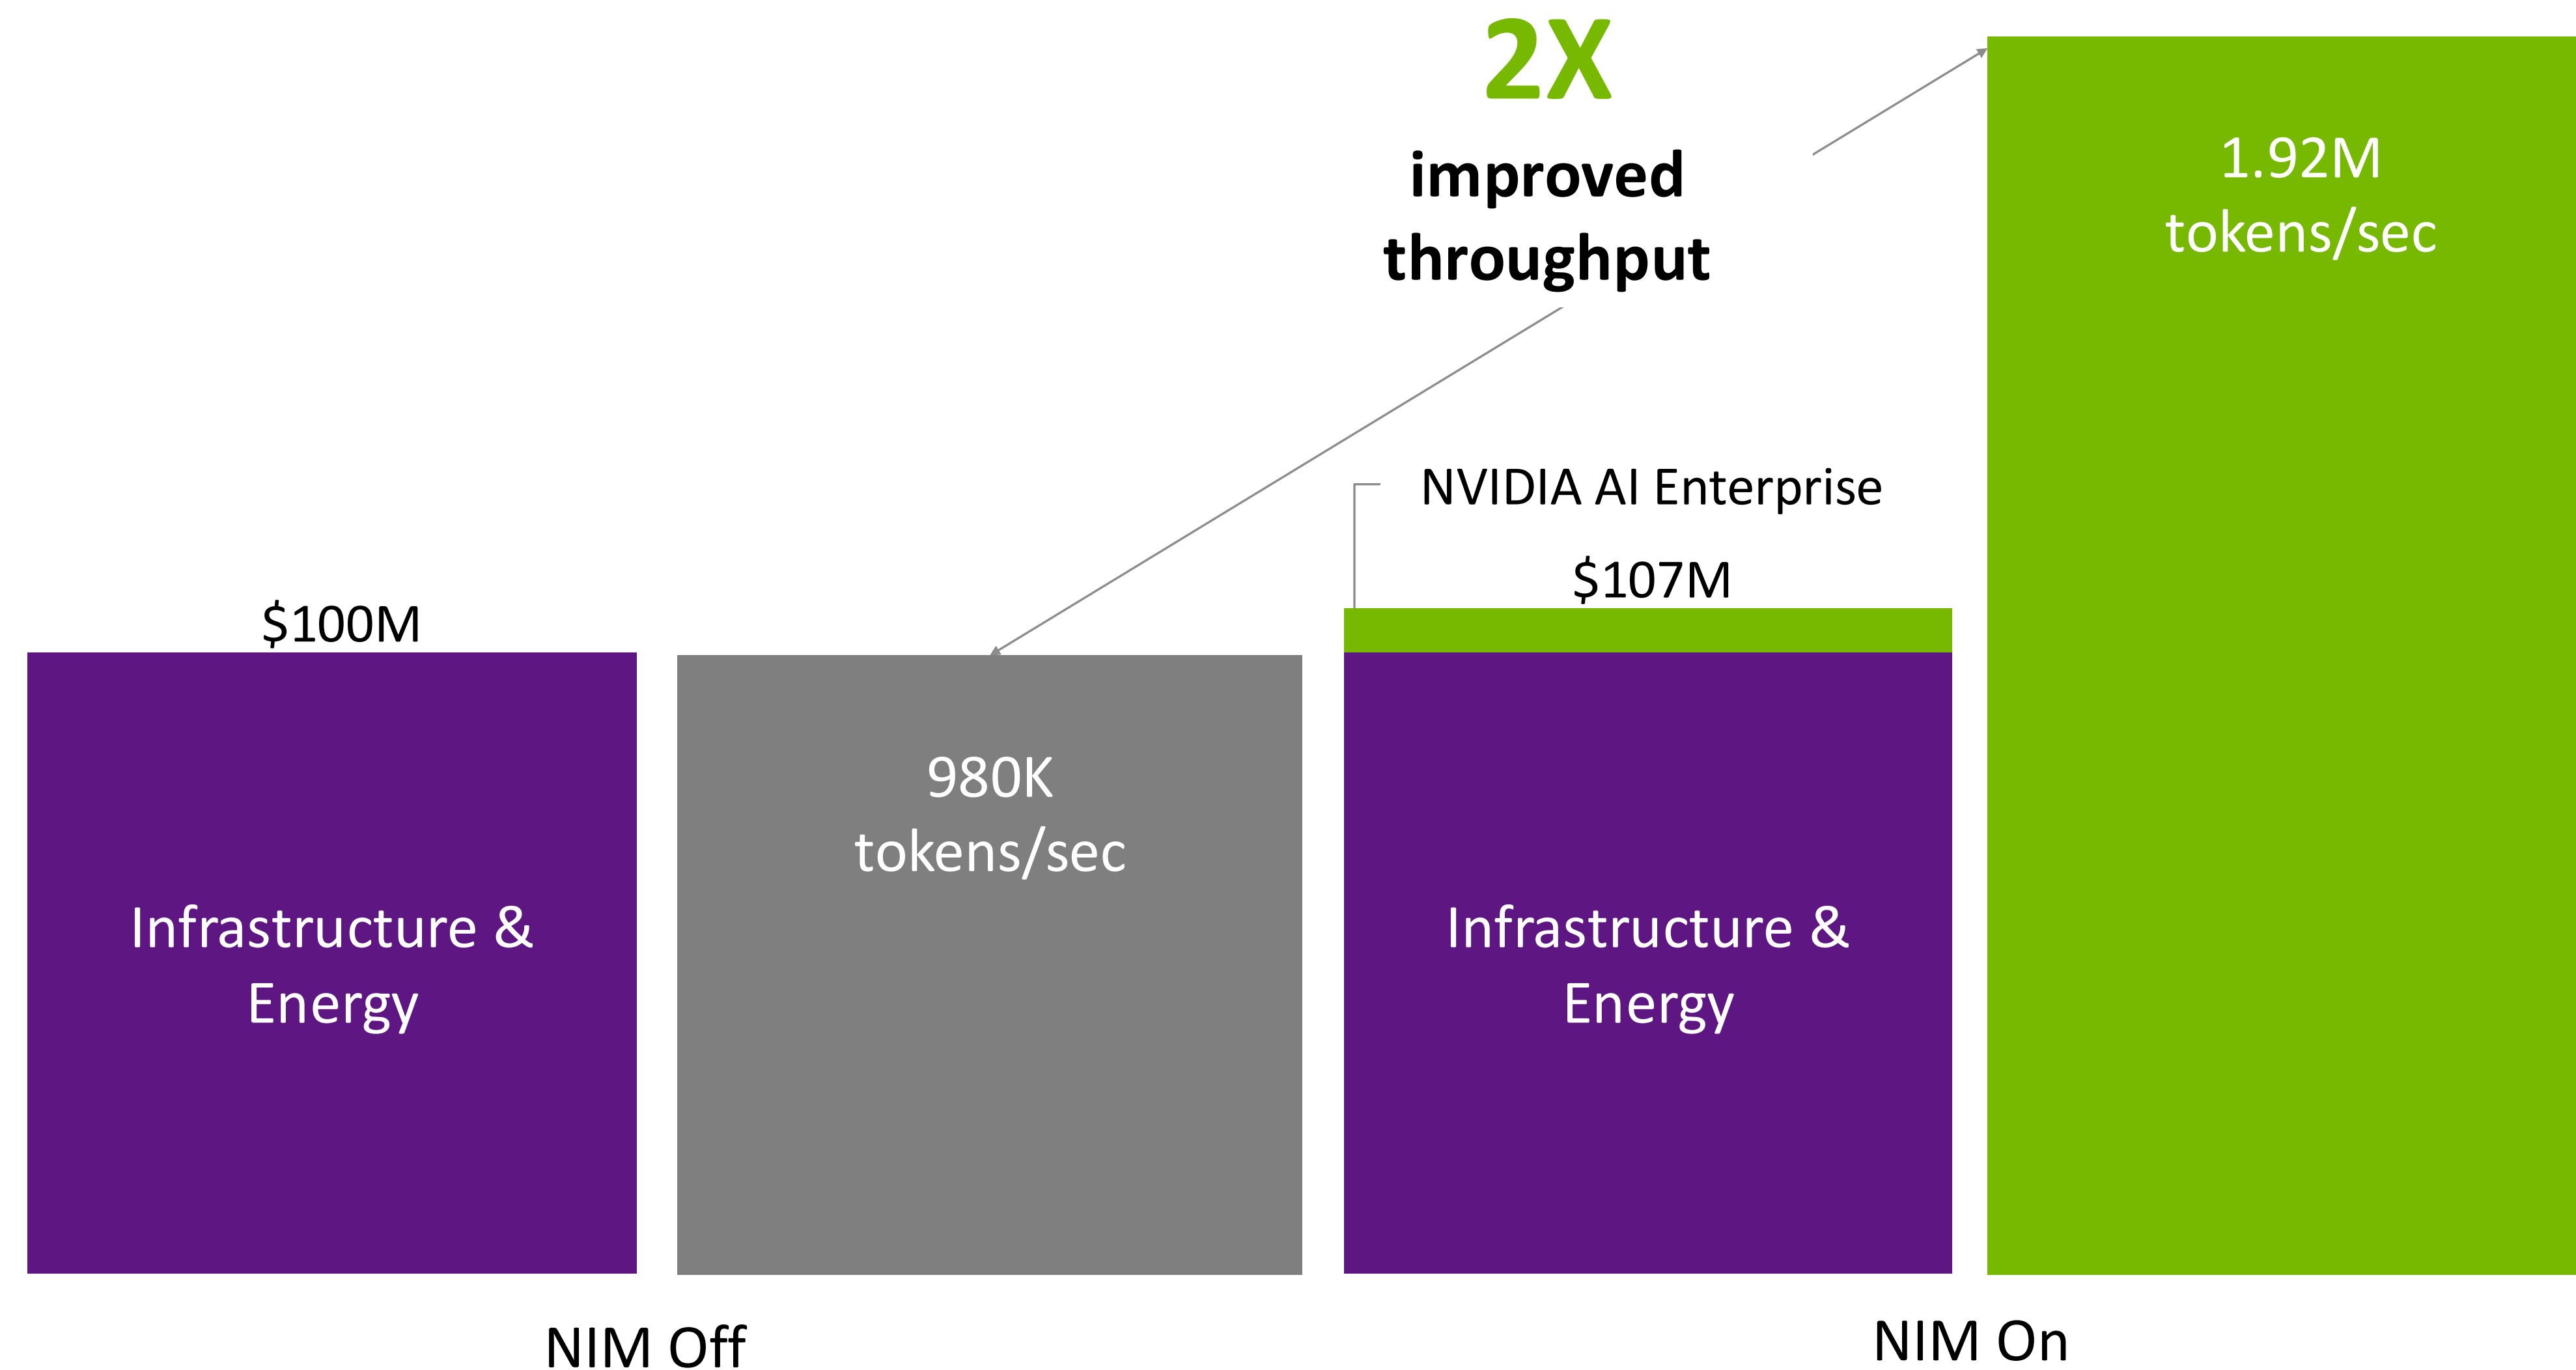 2X
improved
throughput
1.92M
tokens/sec
NVIDIA AI Enterprise
$107M
$100M
980K
tokens/sec
Infrastructure &
Energy
Infrastructure &
Energy
NIM Off
NIM On